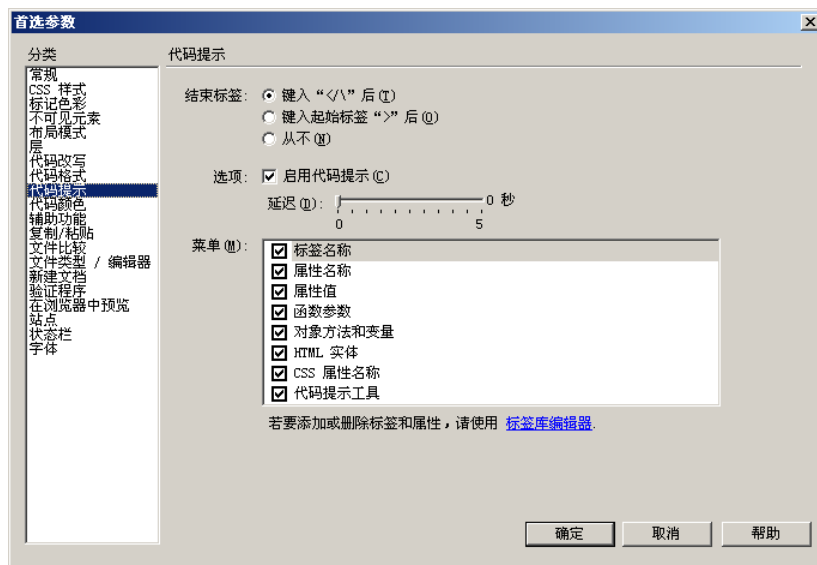 首选参数
分类
常规
CSS 样式
标记色彩
不可见元素
布局模式
层
代码改写
代码格式
代码提示
代码颜色
辅助功能
复制/粘贴
文件比较
文件类型 / 编辑器
新建文档
验证程序
在浏览器中预览
站点
状态栏
字体
代码提示
结束标签: 键入“</\”后(T)
键入起始标签“>”后(O)
从不(N)
选项: 启用代码提示(C)
延迟(D): 0 秒
0 5
菜单(M): 标签名称
属性名称
属性值
函数参数
对象方法和变量
HTML 实体
CSS 属性名称
代码提示工具
若要添加或删除标签和属性，请使用 标签库编辑器.
确定 取消 帮助